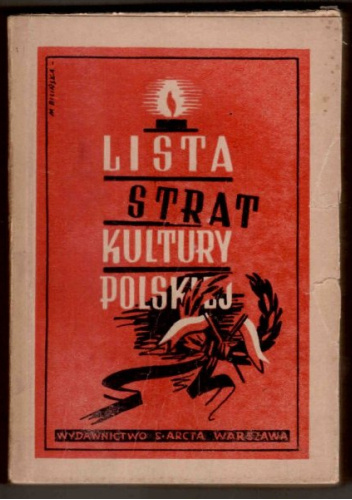 LISTA
STRAT
KULTURY
POLSKIEJ
WYDAWNICTWO S·ARCTA WARSZAWA